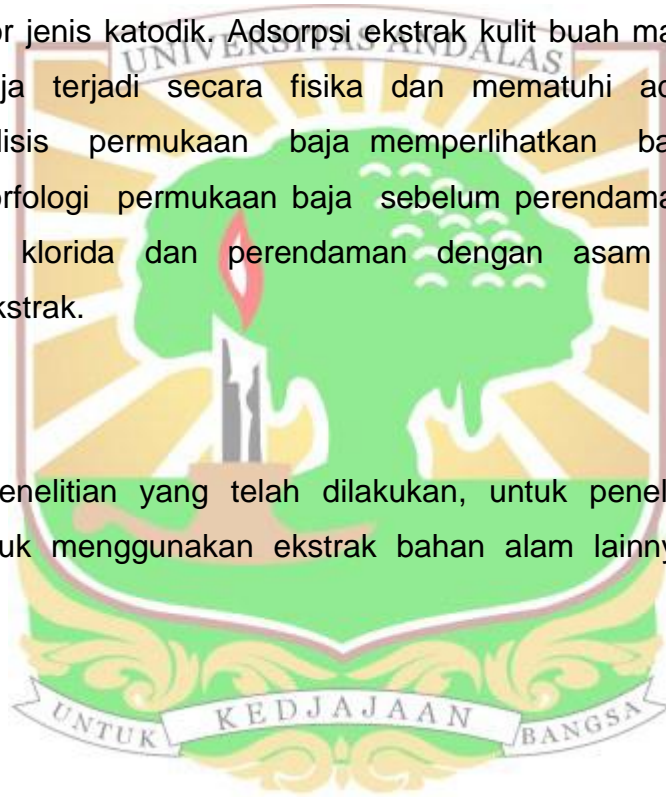 or jenis katodik. Adsorpsi ekstrak kulit buah ma
UNIVERSITAS ANDALAS
ja terjadi secara fisika dan mematuhi ad
lisis permukaan baja memperlihatkan ba
orfologi permukaan baja sebelum perendama
klorida dan perendaman dengan asam
kstrak.
enelitian yang telah dilakukan, untuk penel
uk menggunakan ekstrak bahan alam lainny
UNTUK KEDJAJAAN BANGSA